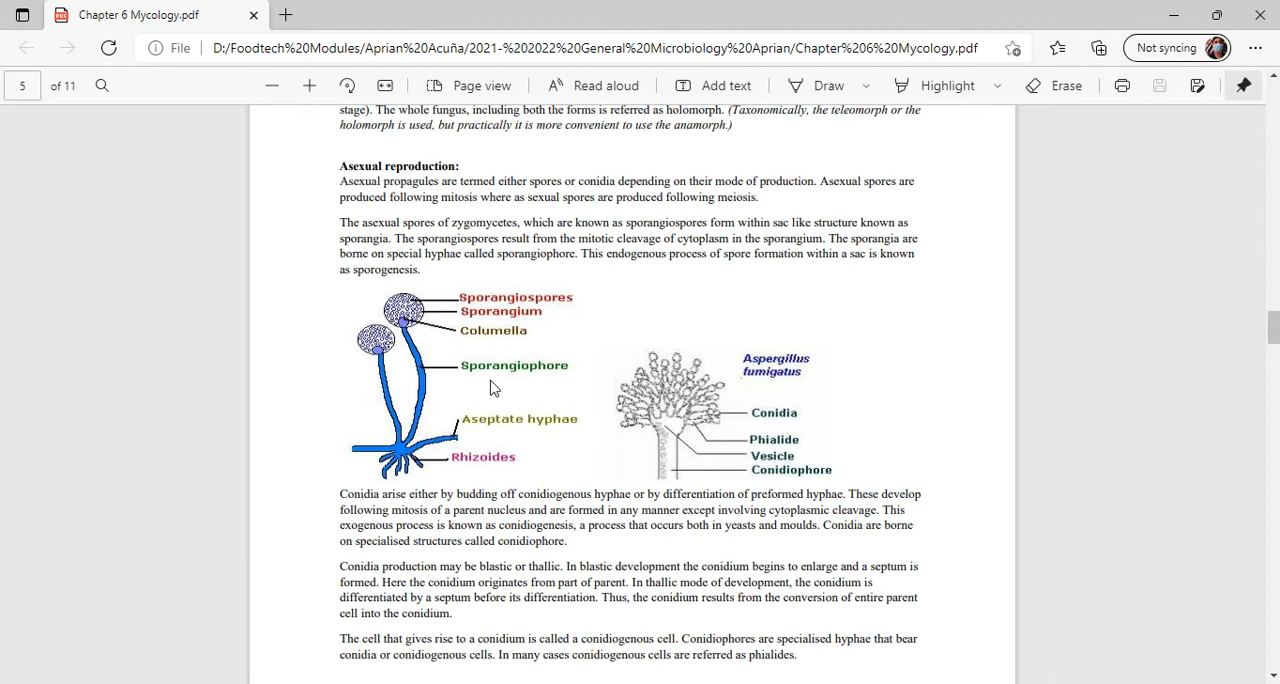 Chapter 6 Mycology.pdf
File
D:/Foodtech%20Modules/Aprian%20Acuña/2021-%202022%20General%20Microbiology%20Aprian/Chapter%206%20Mycology.pdf
Not syncing
5 of 11
Page view
Read aloud
Add text
Draw
Highlight
Erase
stage). The whole fungus, including both the forms is referred as holomorph. (Taxonomically, the teleomorph or the
holomorph is used, but practically it is more convenient to use the anamorph.)
Asexual reproduction:
Asexual propagules are termed either spores or conidia depending on their mode of production. Asexual spores are
produced following mitosis where as sexual spores are produced following meiosis.
The asexual spores of zygomycetes, which are known as sporangiospores form within sac like structure known as
sporangia. The sporangiospores result from the mitotic cleavage of cytoplasm in the sporangium. The sporangia are
borne on special hyphae called sporangiophore. This endogenous process of spore formation within a sac is known
as sporogenesis.
Sporangiospores
Sporangium
Columella
Sporangiophore
Aseptate hyphae
Rhizoides
Aspergillus
fumigatus
Conidia
Phialide
Vesicle
Conidiophore
Conidia arise either by budding off conidiogenous hyphae or by differentiation of preformed hyphae. These develop
following mitosis of a parent nucleus and are formed in any manner except involving cytoplasmic cleavage. This
exogenous process is known as conidiogenesis, a process that occurs both in yeasts and moulds. Conidia are borne
on specialised structures called conidiophore.
Conidia production may be blastic or thallic. In blastic development the conidium begins to enlarge and a septum is
formed. Here the conidium originates from part of parent. In thallic mode of development, the conidium is
differentiated by a septum before its differentiation. Thus, the conidium results from the conversion of entire parent
cell into the conidium.
The cell that gives rise to a conidium is called a conidiogenous cell. Conidiophores are specialised hyphae that bear
conidia or conidiogenous cells. In many cases conidiogenous cells are referred as phialides.